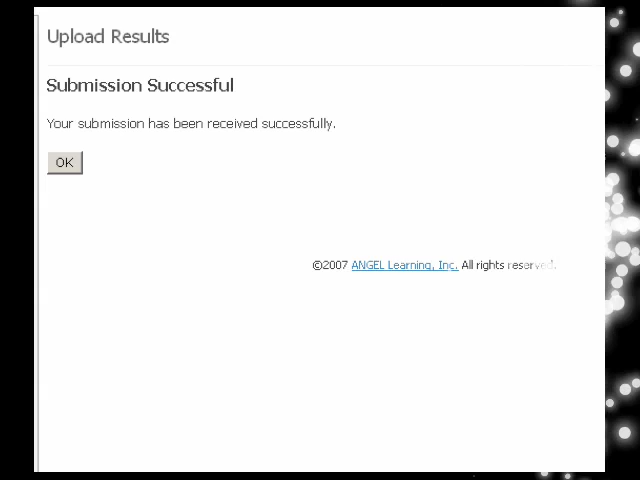 Upload Results
Submission Successful
Your submission has been received successfully.
OK
©2007 ANGEL Learning, Inc. All rights reserved.